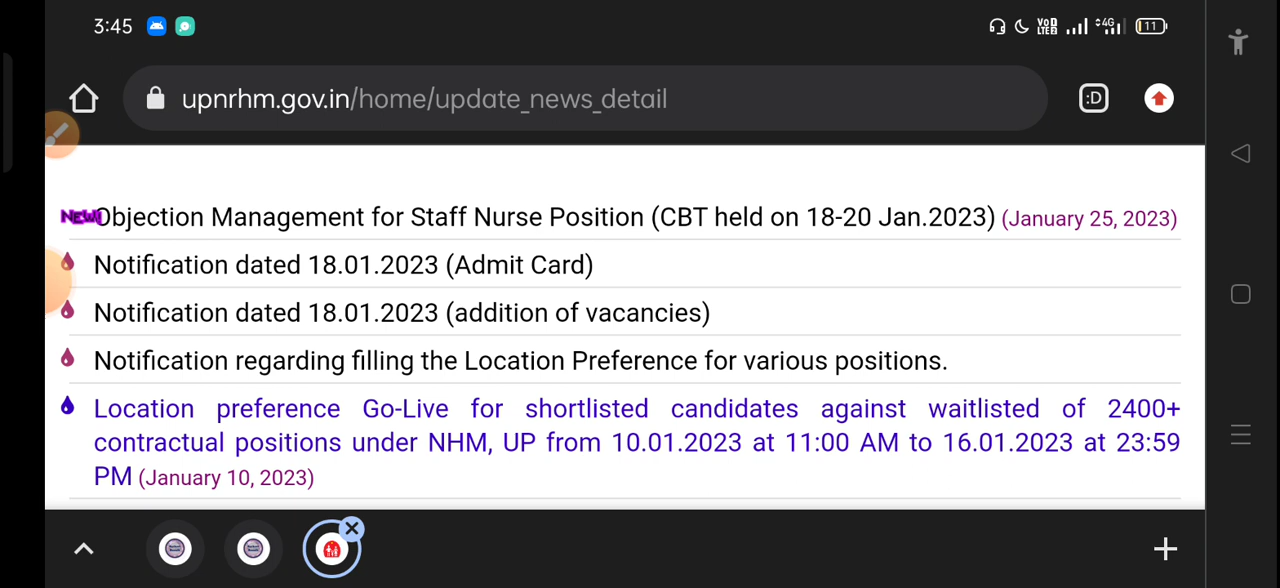 3:45
VoD LTE2 4G 11
upnrhm.gov.in/home/update_news_detail
:D
NEW! Objection Management for Staff Nurse Position (CBT held on 18-20 Jan.2023) (January 25, 2023)
Notification dated 18.01.2023 (Admit Card)
Notification dated 18.01.2023 (addition of vacancies)
Notification regarding filling the Location Preference for various positions.
Location preference Go-Live for shortlisted candidates against waitlisted of 2400+
contractual positions under NHM, UP from 10.01.2023 at 11:00 AM to 16.01.2023 at 23:59
PM (January 10, 2023)